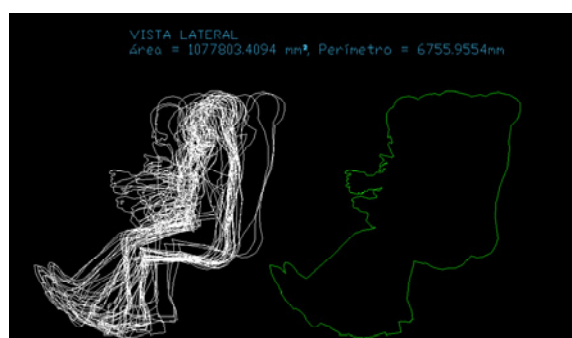 VISTA LATERAL
área = 1077803.4094 mm², Perímetro = 6755.9554mm